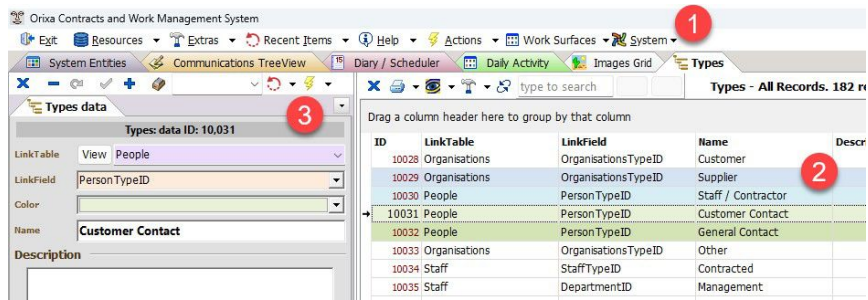 Orixa Contracts and Work Management System
Exit Resources Extras Recent Items Help Actions Work Surfaces System
1
System Entities Communications TreeView 15 Diary / Scheduler Daily Activity Images Grid Types
type to search Types - All Records. 182 re
Types data
3
Drag a column header here to group by that column
Types: data ID: 10,031
ID LinkTable LinkField Name Descri
LinkTable View People
10028 Organisations OrganisationsTypeID Customer
10029 Organisations OrganisationsTypeID Supplier
2
LinkField PersonTypeID
10030 People PersonTypeID Staff / Contractor
Color
10031 People PersonTypeID Customer Contact
Name Customer Contact
10032 People PersonTypeID General Contact
10033 Organisations OrganisationsTypeID Other
Description
10034 Staff StaffTypeID Contracted
10035 Staff DepartmentID Management